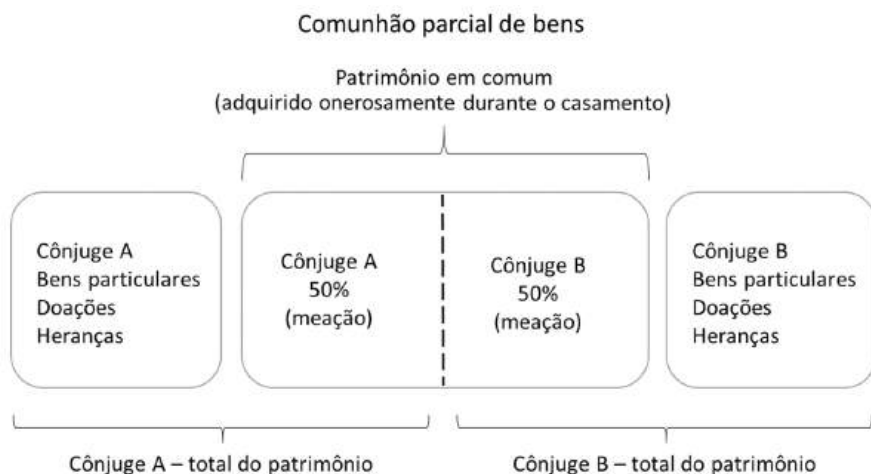 Comunhão parcial de bens
Patrimônio em comum
(adquirido onerosamente durante o casamento)
Cônjuge A
Bens particulares
Doações
Heranças
Cônjuge A
50%
(meação)
Cônjuge B
50%
(meação)
Cônjuge B
Bens particulares
Doações
Heranças
Cônjuge A – total do patrimônio
Cônjuge B – total do patrimônio